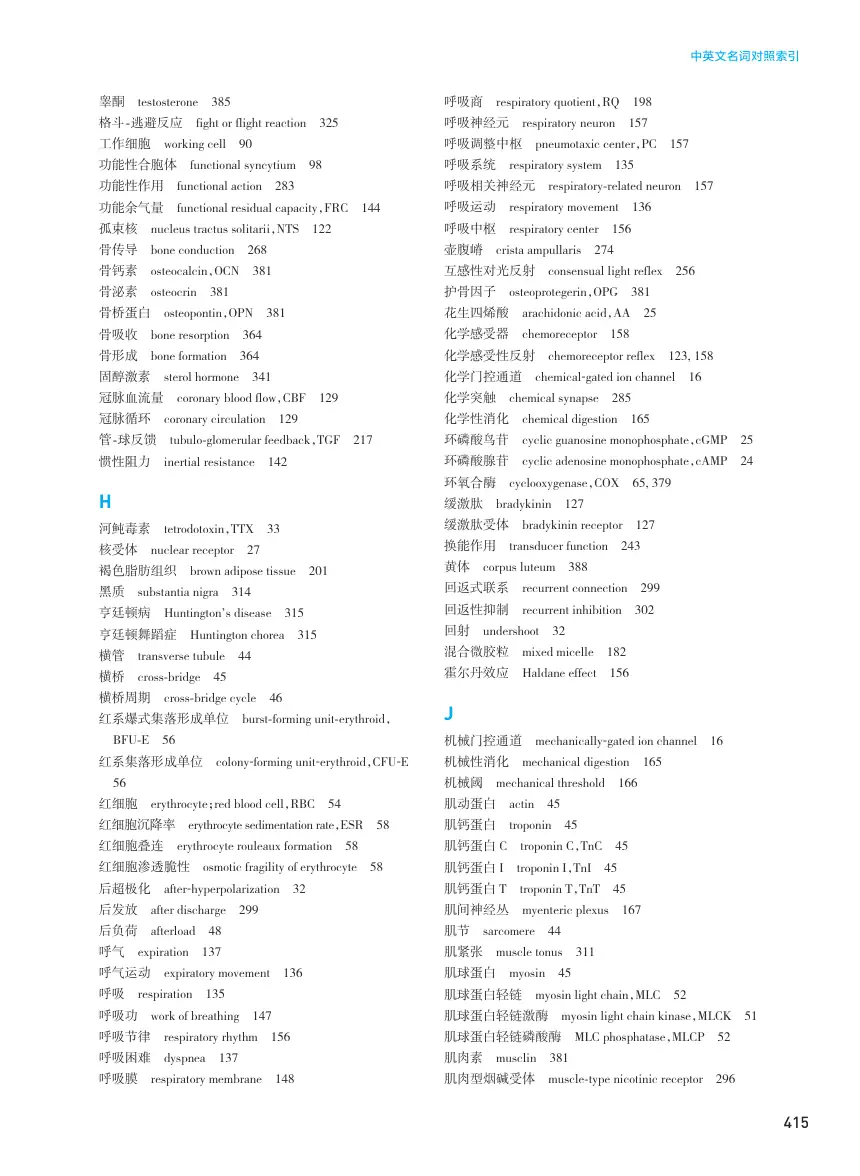 中英文名词对照索引
睾酮 testosterone 385
格斗-逃避反应 fight or flight reaction 325
工作细胞 working cell 90
功能性合胞体 functional syncytium 98
功能性作用 functional action 283
功能余气量 functional residual capacity,FRC 144
孤束核 nucleus tractus solitarii,NTS 122
骨传导 bone conduction 268
骨钙素 osteocalcin,OCN 381
骨泌素 osteocrin 381
骨桥蛋白 osteopontin,OPN 381
骨吸收 bone resorption 364
骨形成 bone formation 364
固醇激素 sterol hormone 341
冠脉血流量 coronary blood flow,CBF 129
冠脉循环 coronary circulation 129
管-球反馈 tubulo-glomerular feedback,TGF 217
惯性阻力 inertial resistance 142
H
河鲀毒素 tetrodotoxin,TTX 33
核受体 nuclear receptor 27
褐色脂肪组织 brown adipose tissue 201
黑质 substantia nigra 314
亨廷顿病 Huntington's disease 315
亨廷顿舞蹈症 Huntington chorea 315
横管 transverse tubule 44
横桥 cross-bridge 45
横桥周期 cross-bridge cycle 46
红系爆式集落形成单位 burst-forming unit-erythroid,
BFU-E 56
红系集落形成单位 colony-forming unit-erythroid,CFU-E
56
红细胞 erythrocyte;red blood cell,RBC 54
红细胞沉降率 erythrocyte sedimentation rate,ESR 58
红细胞叠连 erythrocyte rouleaux formation 58
红细胞渗透脆性 osmotic fragility of erythrocyte 58
后超极化 after-hyperpolarization 32
后发放 after discharge 299
后负荷 afterload 48
呼气 expiration 137
呼气运动 expiratory movement 136
呼吸 respiration 135
呼吸功 work of breathing 147
呼吸节律 respiratory rhythm 156
呼吸困难 dyspnea 137
呼吸膜 respiratory membrane 148
呼吸商 respiratory quotient,RQ 198
呼吸神经元 respiratory neuron 157
呼吸调整中枢 pneumotaxic center,PC 157
呼吸系统 respiratory system 135
呼吸相关神经元 respiratory-related neuron 157
呼吸运动 respiratory movement 136
呼吸中枢 respiratory center 156
壶腹嵴 crista ampullaris 274
互感性对光反射 consensual light reflex 256
护骨因子 osteoprotegerin,OPG 381
花生四烯酸 arachidonic acid,AA 25
化学感受器 chemoreceptor 158
化学感受性反射 chemoreceptor reflex 123, 158
化学门控通道 chemical-gated ion channel 16
化学突触 chemical synapse 285
化学性消化 chemical digestion 165
环磷酸鸟苷 cyclic guanosine monophosphate,cGMP 25
环磷酸腺苷 cyclic adenosine monophosphate,cAMP 24
环氧合酶 cyclooxygenase,COX 65, 379
缓激肽 bradykinin 127
缓激肽受体 bradykinin receptor 127
换能作用 transducer function 243
黄体 corpus luteum 388
回返式联系 recurrent connection 299
回返性抑制 recurrent inhibition 302
回射 undershoot 32
混合微胶粒 mixed micelle 182
霍尔丹效应 Haldane effect 156
J
机械门控通道 mechanically-gated ion channel 16
机械性消化 mechanical digestion 165
机械阈 mechanical threshold 166
肌动蛋白 actin 45
肌钙蛋白 troponin 45
肌钙蛋白 C troponin C,TnC 45
肌钙蛋白 I troponin I,TnI 45
肌钙蛋白 T troponin T,TnT 45
肌间神经丛 myenteric plexus 167
肌节 sarcomere 44
肌紧张 muscle tonus 311
肌球蛋白 myosin 45
肌球蛋白轻链 myosin light chain,MLC 52
肌球蛋白轻链激酶 myosin light chain kinase,MLCK 51
肌球蛋白轻链磷酸酶 MLC phosphatase,MLCP 52
肌肉素 musclin 381
肌肉型烟碱受体 muscle-type nicotinic receptor 296
415